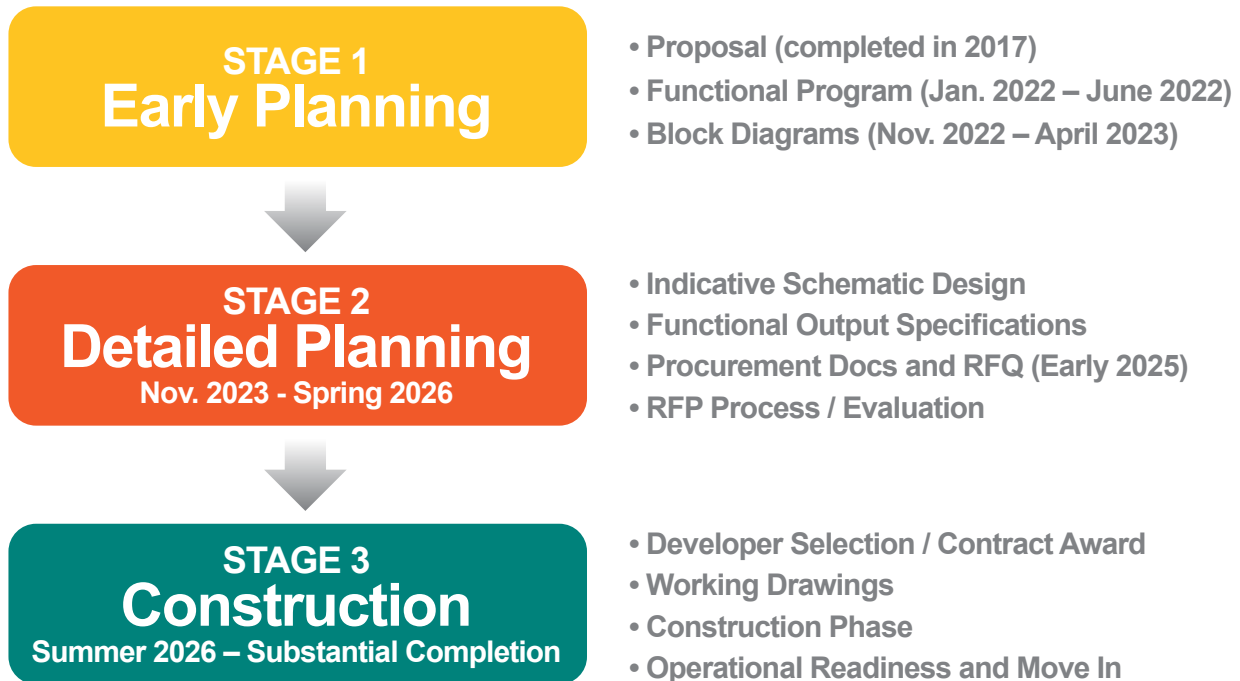 STAGE 1
Early Planning
• Proposal (completed in 2017)
• Functional Program (Jan. 2022 – June 2022)
• Block Diagrams (Nov. 2022 – April 2023)
STAGE 2
Detailed Planning
Nov. 2023 - Spring 2026
• Indicative Schematic Design
• Functional Output Specifications
• Procurement Docs and RFQ (Early 2025)
• RFP Process / Evaluation
STAGE 3
Construction
Summer 2026 – Substantial Completion
• Developer Selection / Contract Award
• Working Drawings
• Construction Phase
• Operational Readiness and Move In